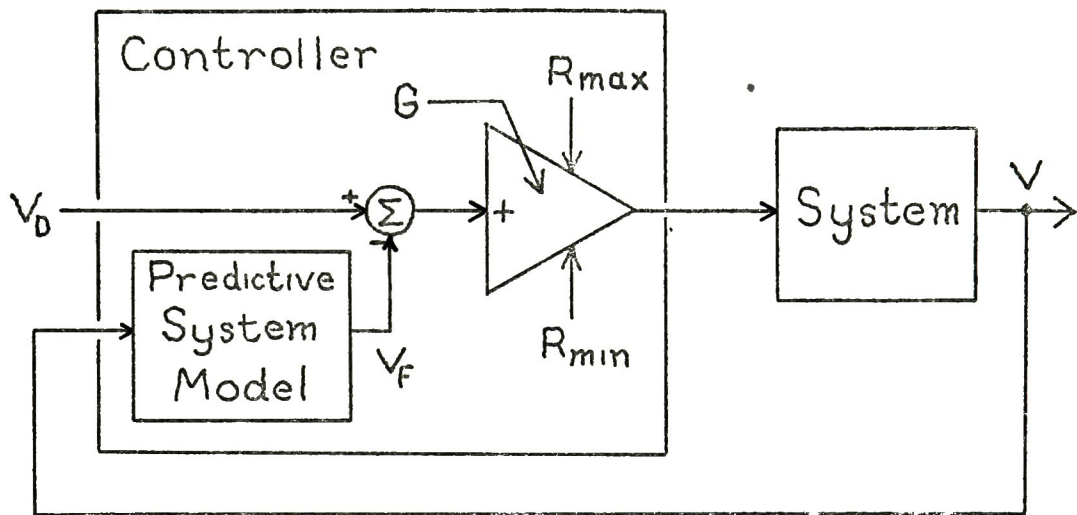 Controller
G
Rmax
V
VD
+
Σ
-
+
System
Predictive
System
Model
VF
Rmin